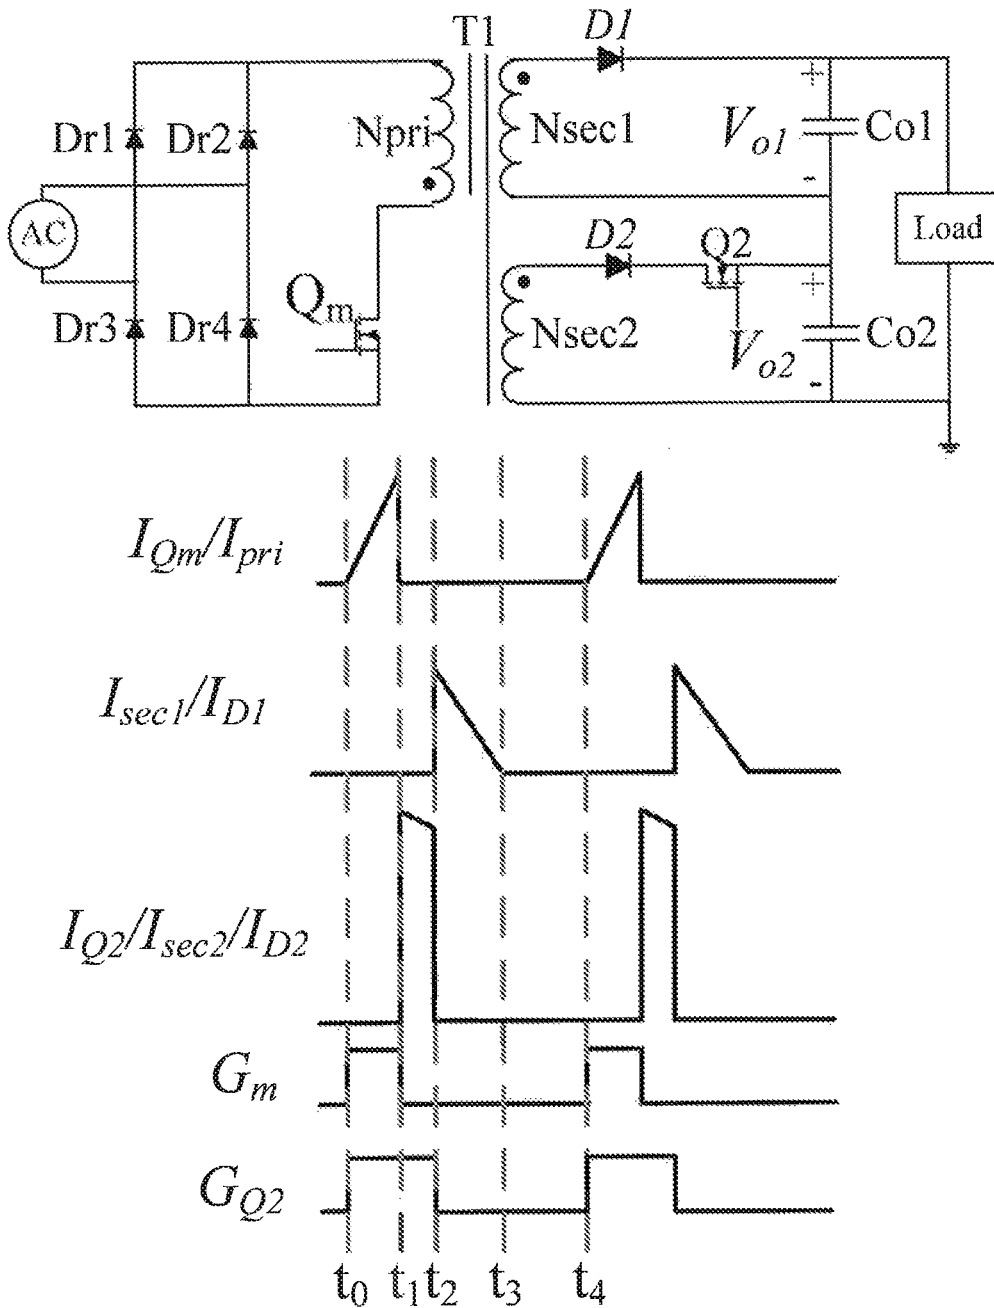 T1
D1
Dr1
Dr2
Npri
Nsec1
+
Vo1
-
Co1
AC
Load
D2
Q2
Qm
+
Dr3
Dr4
Nsec2
Vo2
-
Co2
IQm/Ipri
Isec1/ID1
IQ2/Isec2/ID2
Gm
GQ2
t0 t1 t2 t3 t4